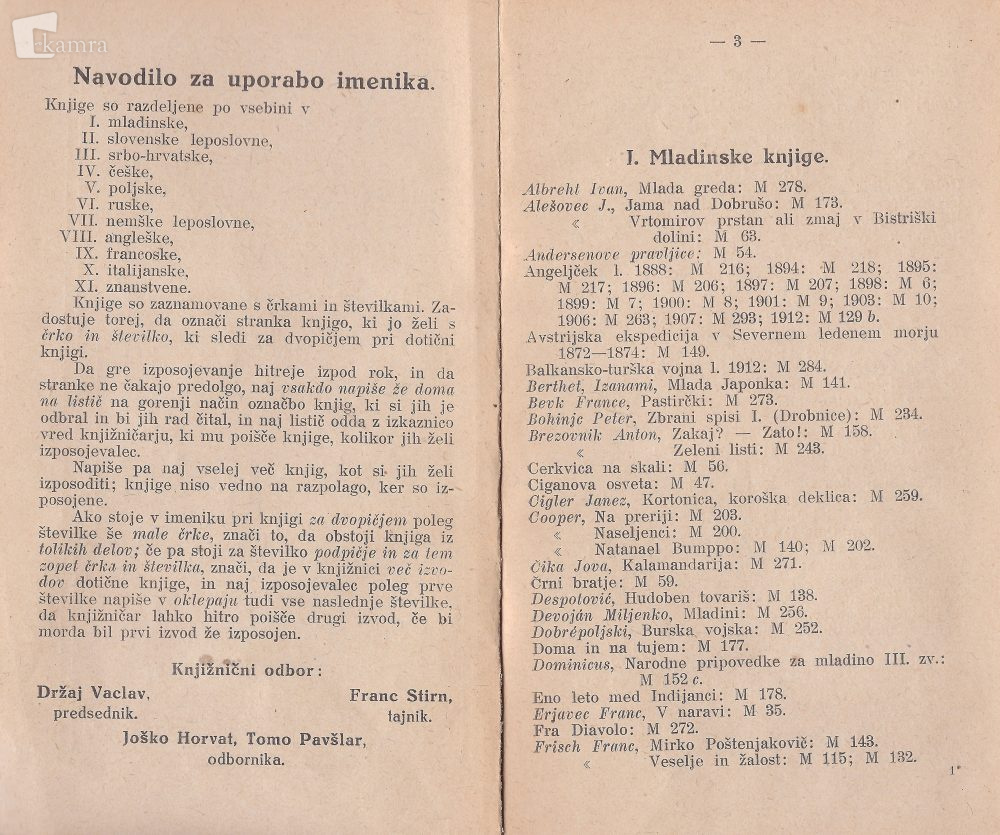 kamra
Navodilo za uporabo imenika.
Knjige so razdeljene po vsebini v
I. mladinske,
II. slovenske leposlovne,
III. srbo-hrvatske,
IV. češke,
V. poljske,
VI. ruske,
VII. nemške leposlovne,
VIII. angleške,
IX. francoske,
X. italijanske,
XI. znanstvene.
Knjige so zaznamovane s črkami in številkami. Za-
dostuje torej, da označi stranka knjigo, ki jo želi s
črko in številko, ki sledi za dvopičjem pri dotični
knjigi.
Da gre izposojevanje hitreje izpod rok, in da
stranke ne čakajo predolgo, naj vsakdo napiše že doma
na listič na gorenji način označbo knjig, ki si jih je
odbral in bi jih rad čital, in naj listič odda z izkaznico
vred knjižničarju, ki mu poišče knjige, kolikor jih želi
izposojevalec.
Napiše pa naj vselej več knjig, kot si jih želi
izposoditi; knjige niso vedno na razpolago, ker so iz-
posojene.
Ako stoje v imeniku pri knjigi za dvopičjem poleg
številke še male črke, znači to, da obstoji knjiga iz
tolikih delov; če pa stoji za številko podpičje in za tem
zopet črka in številka, znači, da je v knjižnici več izvo-
dov dotične knjige, in naj izposojevalec poleg prve
številke napiše v oklepaju tudi vse naslednje številke,
da knjižničar lahko hitro poišče drugi izvod, če bi
morda bil prvi izvod že izposojen.
Knjižnični odbor:
Držaj Vaclav,
predsednik.
Franc Stirn,
tajnik.
Joško Horvat, Tomo Pavšlar,
odbornika.
— 3 —
I. Mladinske knjige.
Albreht Ivan, Mlada greda: M 278.
Alešovec J., Jama nad Dobrušo: M 173.
« Vrtomirov prstan ali zmaj v Bistriški
dolini: M 63.
Andersenove pravljice: M 54.
Angeljček l. 1888: M 216; 1894: M 218; 1895:
M 217; 1896: M 206; 1897: M 207; 1898: M 6;
1899: M 7; 1900: M 8; 1901: M 9; 1903: M 10;
1906: M 263; 1907: M 293; 1912: M 129 b.
Avstrijska ekspedicija v Severnem ledenem morju
1872—1874: M 149.
Balkansko-turška vojna l. 1912: M 284.
Berthet, Izanami, Mlada Japonka: M 141.
Bevk France, Pastirčki: M 273.
Bohinjc Peter, Zbrani spisi I. (Drobnice): M 234.
Brezovnik Anton, Zakaj? — Zato!: M 158.
« Zeleni listi: M 243.
Cerkvica na skali: M 56.
Ciganova osveta: M 47.
Cigler Janez, Kortonica, koroška deklica: M 259.
Cooper, Na preriji: M 203.
« Naseljenci: M 200.
« Natanael Bumppo: M 140; M 202.
Čika Jova, Kalamandarija: M 271.
Črni bratje: M 59.
Despotović, Hudoben tovariš: M 138.
Devoján Miljenko, Mladini: M 256.
Dobrépoljski, Burska vojska: M 252.
Doma in na tujem: M 177.
Dominicus, Narodne pripovedke za mladino III. zv.:
M 152 c.
Eno leto med Indijanci: M 178.
Erjavec Franc, V naravi: M 35.
Fra Diavolo: M 272.
Frisch Franc, Mirko Poštenjakovič: M 143.
« Veselje in žalost: M 115; M 132.
1*